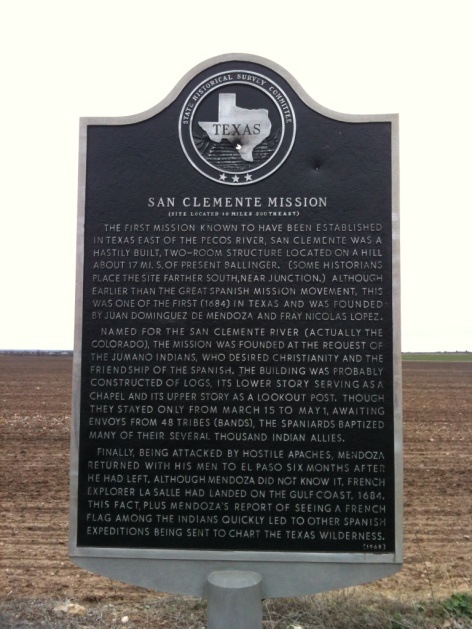 STATE HISTORICAL SURVEY COMMITTEE
TEXAS
SAN CLEMENTE MISSION
(SITE LOCATED 10 MILES SOUTHEAST)
THE FIRST MISSION KNOWN TO HAVE BEEN ESTABLISHED
IN TEXAS EAST OF THE PECOS RIVER, SAN CLEMENTE WAS A
HASTILY BUILT, TWO-ROOM STRUCTURE LOCATED ON A HILL
ABOUT 17 MI. S. OF PRESENT BALLINGER. (SOME HISTORIANS
PLACE THE SITE FARTHER SOUTH, NEAR JUNCTION.) ALTHOUGH
EARLIER THAN THE GREAT SPANISH MISSION MOVEMENT, THIS
WAS ONE OF THE FIRST (1684) IN TEXAS AND WAS FOUNDED
BY JUAN DOMINGUEZ DE MENDOZA AND FRAY NICOLAS LOPEZ.
NAMED FOR THE SAN CLEMENTE RIVER (ACTUALLY THE
COLORADO), THE MISSION WAS FOUNDED AT THE REQUEST OF
THE JUMANO INDIANS, WHO DESIRED CHRISTIANITY AND THE
FRIENDSHIP OF THE SPANISH. THE BUILDING WAS PROBABLY
CONSTRUCTED OF LOGS, ITS LOWER STORY SERVING AS A
CHAPEL AND ITS UPPER STORY AS A LOOKOUT POST. THOUGH
THEY STAYED ONLY FROM MARCH 15 TO MAY 1, AWAITING
ENVOYS FROM 48 TRIBES (BANDS), THE SPANIARDS BAPTIZED
MANY OF THEIR SEVERAL THOUSAND INDIAN ALLIES.
FINALLY, BEING ATTACKED BY HOSTILE APACHES, MENDOZA
RETURNED WITH HIS MEN TO EL PASO SIX MONTHS AFTER
HE HAD LEFT, ALTHOUGH MENDOZA DID NOT KNOW IT, FRENCH
EXPLORER LA SALLE HAD LANDED ON THE GULF COAST, 1684.
THIS FACT, PLUS MENDOZA'S REPORT OF SEEING A FRENCH
FLAG AMONG THE INDIANS QUICKLY LED TO OTHER SPANISH
EXPEDITIONS BEING SENT TO CHART THE TEXAS WILDERNESS.
(1968)